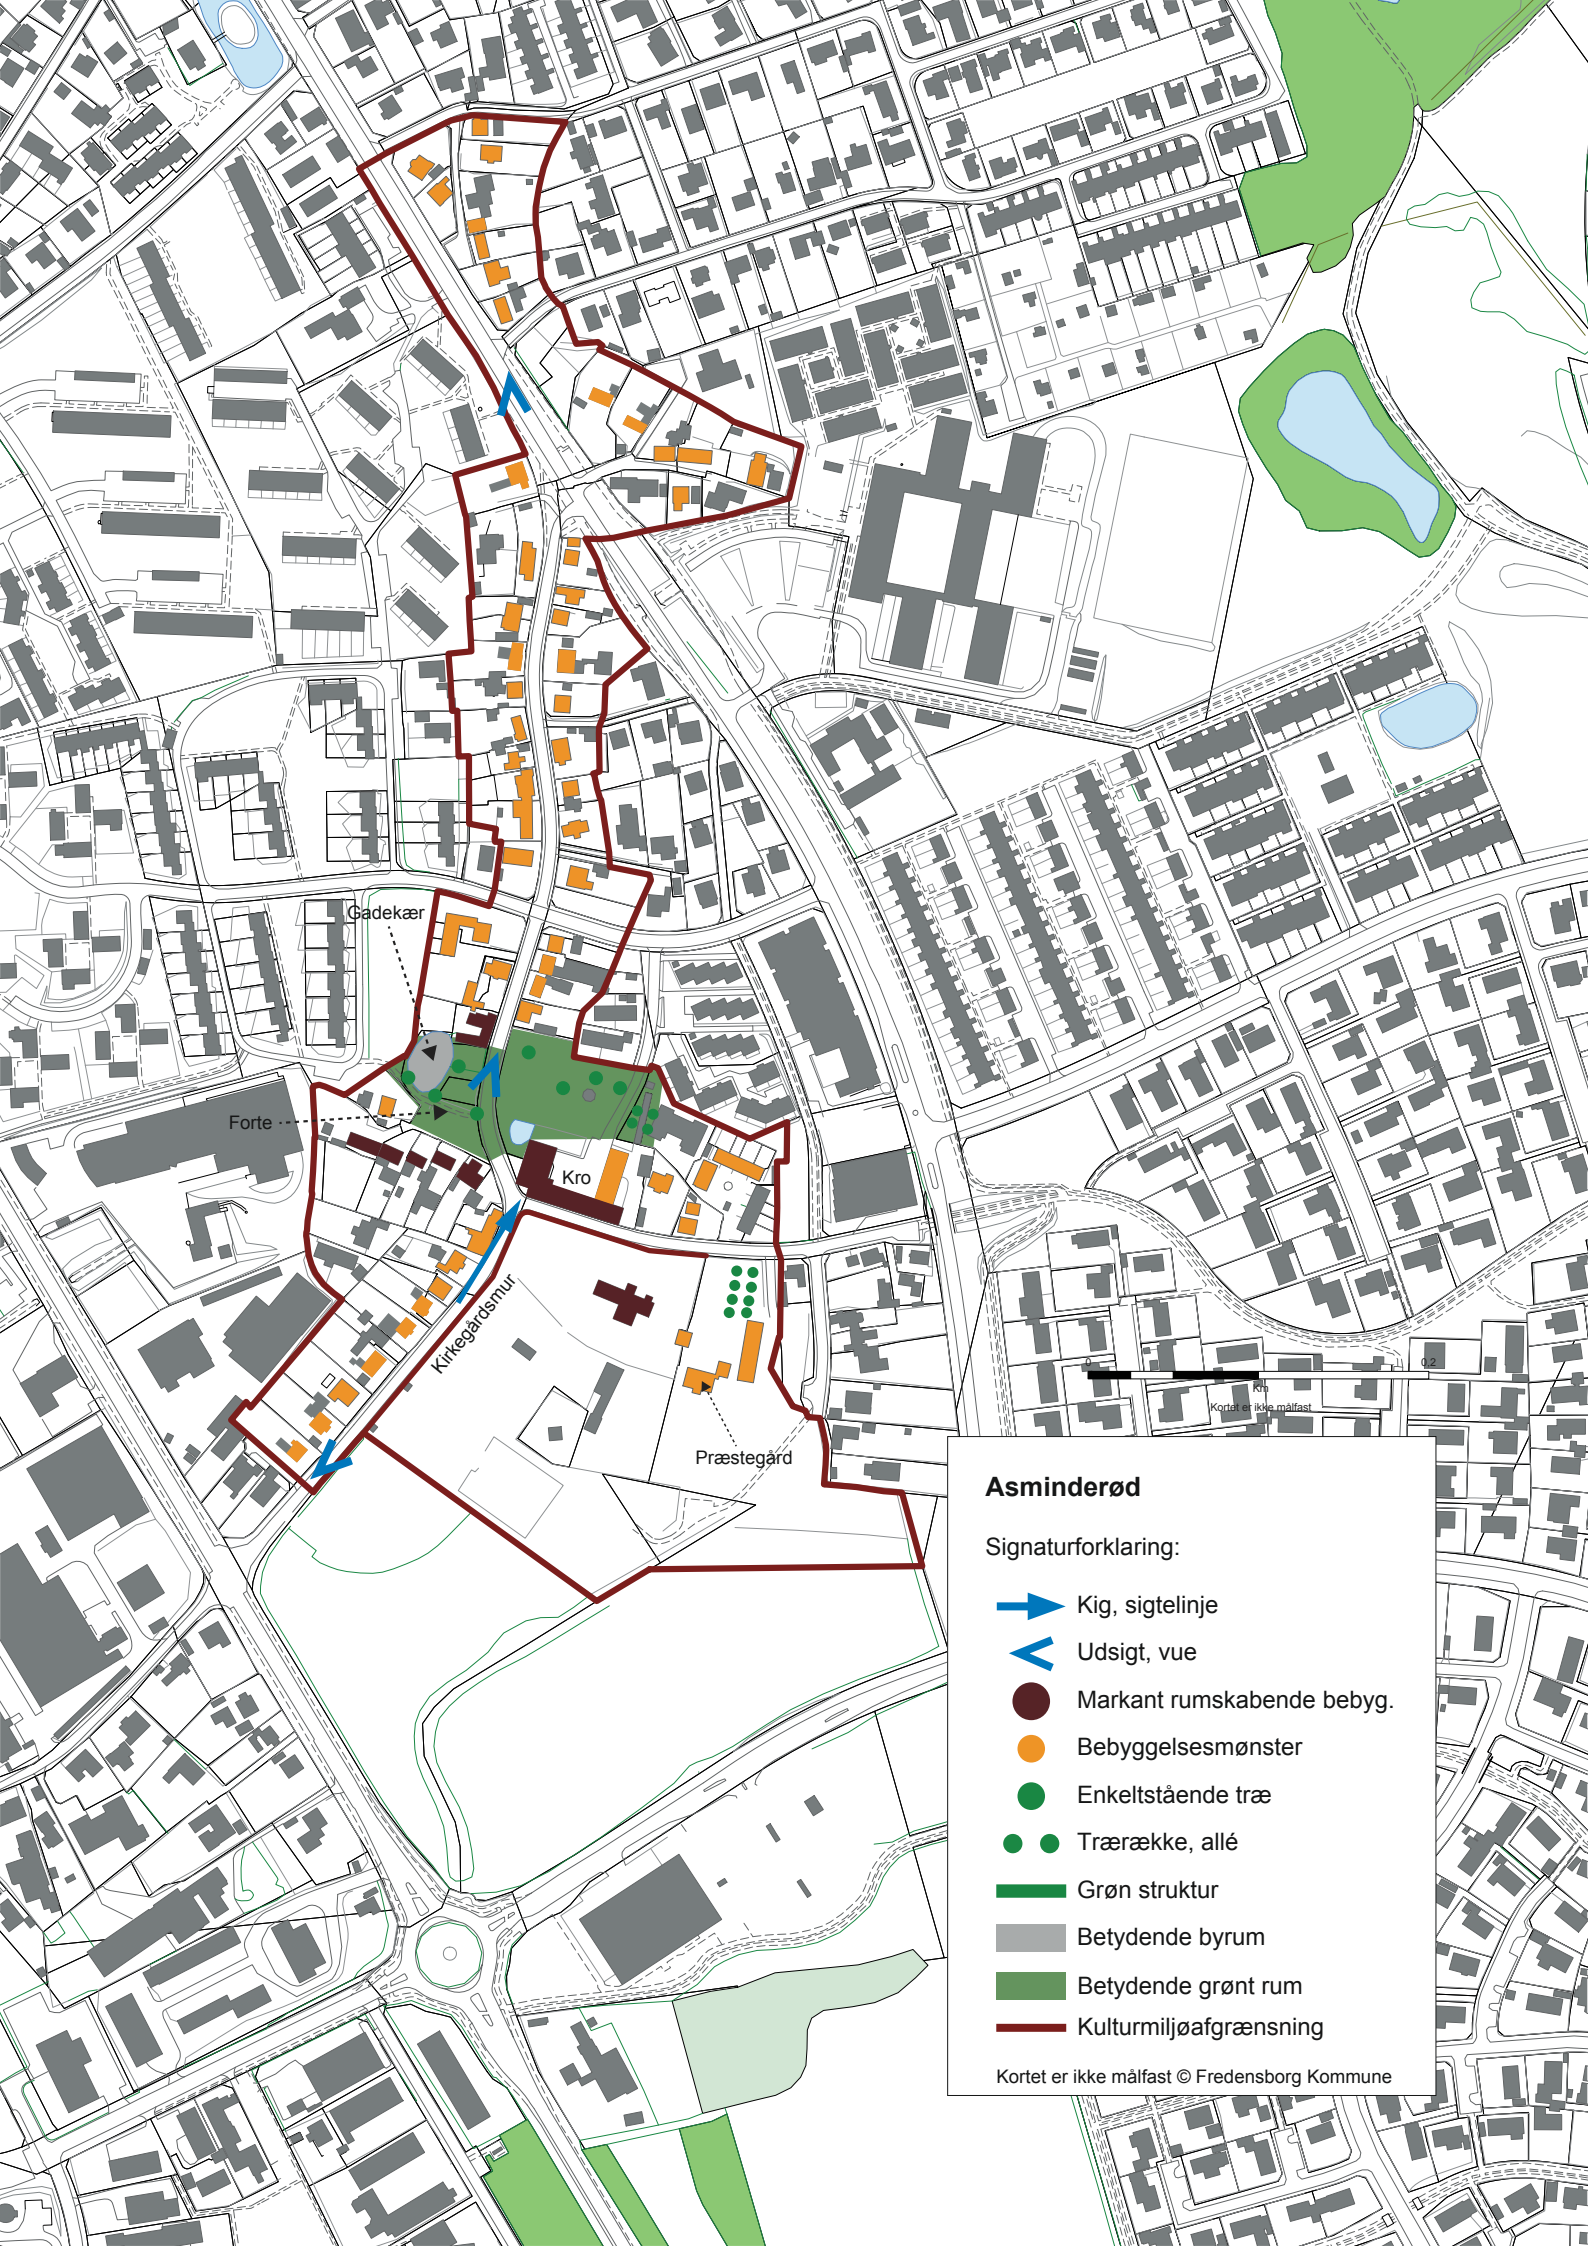 Gadekær
Forte
Kro
Kirkegårdsmur
Præstegård
0
0,2
Km
Kortet er ikke målfast
Asminderød
Signaturforklaring:
Kig, sigtelinje
Udsigt, vue
Markant rumskabende bebyg.
Bebyggelsesmønster
Enkeltstående træ
Trærække, allé
Grøn struktur
Betydende byrum
Betydende grønt rum
Kulturmiljøafgrænsning
Kortet er ikke målfast © Fredensborg Kommune